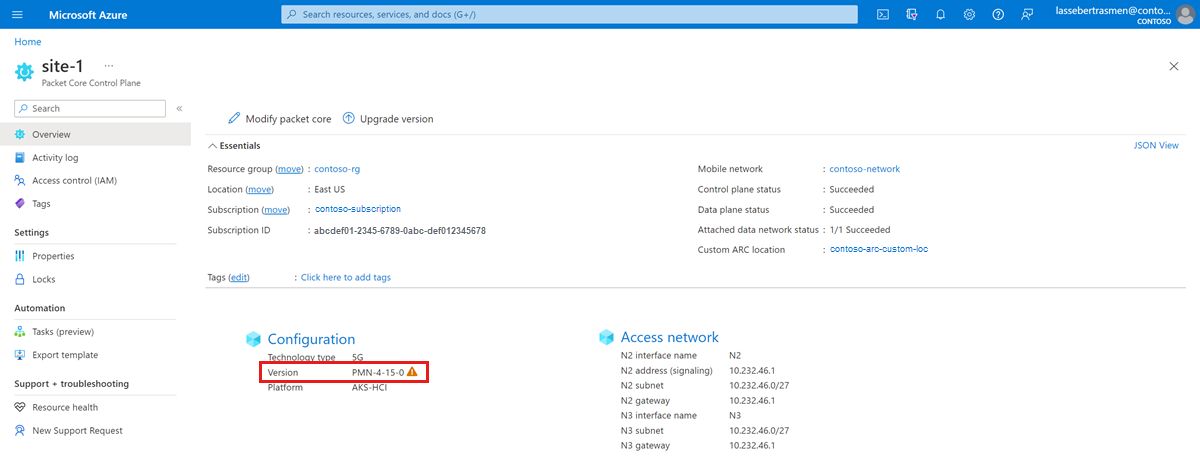 Microsoft Azure
Search resources, services, and docs (G+/)
lassebertrasmen@conto...
CONTOSO
Home
site-1 ...
Packet Core Control Plane
Search
«
Overview
Activity log
Access control (IAM)
Tags
Settings
Properties
Locks
Automation
Tasks (preview)
Export template
Support + troubleshooting
Resource health
New Support Request
Modify packet core
Upgrade version
Essentials
JSON View
Resource group (move) : contoso-rg
Location (move) : East US
Subscription (move) : contoso-subscription
Subscription ID : abcdef01-2345-6789-0abc-def012345678
Mobile network : contoso-network
Control plane status : Succeeded
Data plane status : Succeeded
Attached data network status : 1/1 Succeeded
Custom ARC location : contoso-arc-custom-loc
Tags (edit) : Click here to add tags
Configuration
Technology type 5G
Version PMN-4-15-0
Platform AKS-HCI
Access network
N2 interface name N2
N2 address (signaling) 10.232.46.1
N2 subnet 10.232.46.0/27
N2 gateway 10.232.46.1
N3 interface name N3
N3 subnet 10.232.46.0/27
N3 gateway 10.232.46.1